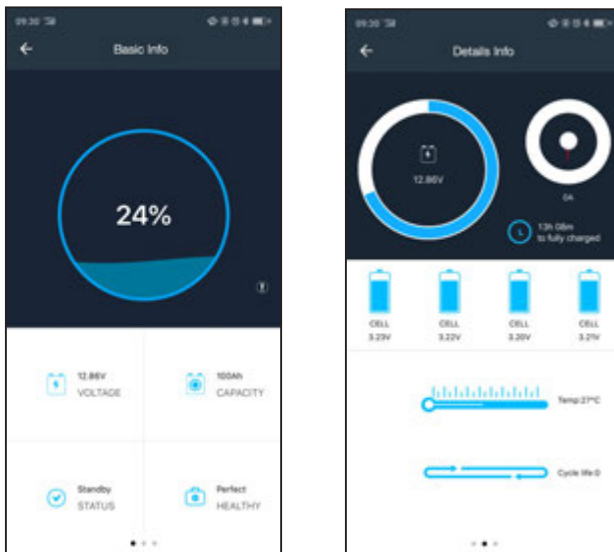 09:30
Basic Info
24%
12.86V
VOLTAGE
100Ah
CAPACITY
Standby
STATUS
Perfect
HEALTHY
09:30
Details Info
12.86V
0A
13h 08m
to fully charged
CELL
3.23V
CELL
3.22V
CELL
3.20V
CELL
3.21V
Temp:21°C
Cycle life:0